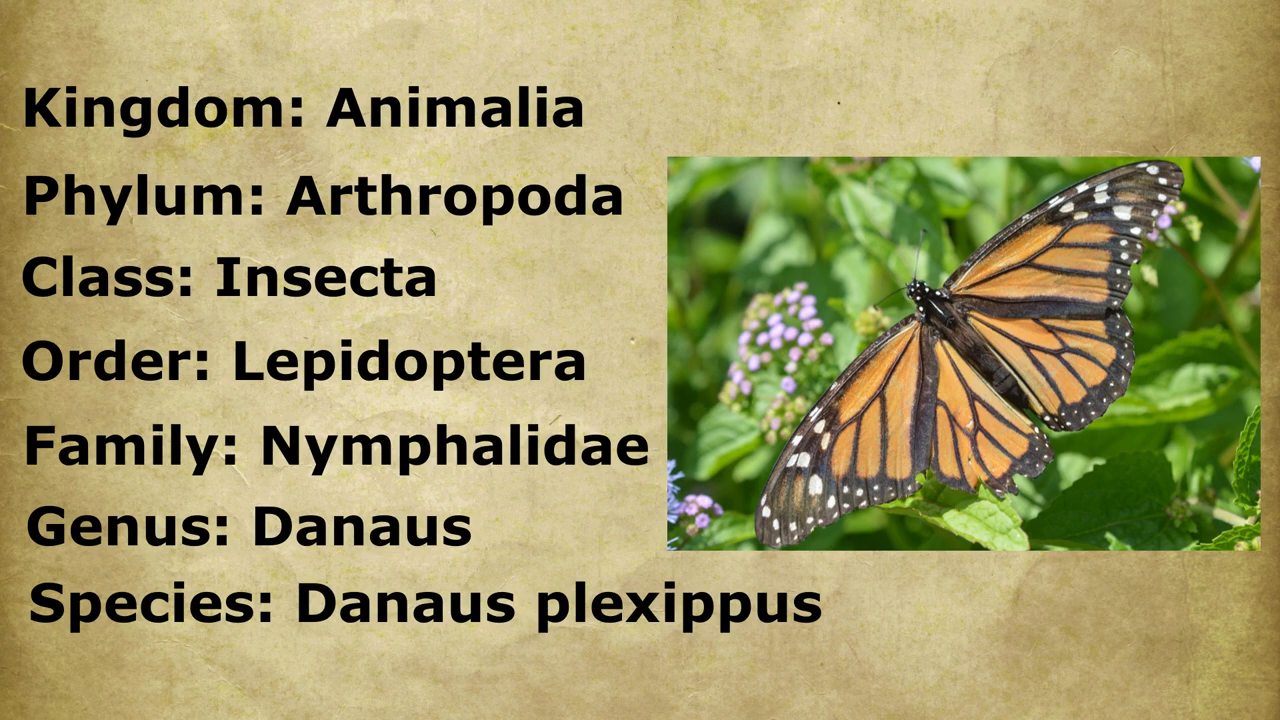 Kingdom: Animalia
Phylum: Arthropoda
Class: Insecta
Order: Lepidoptera
Family: Nymphalidae
Genus: Danaus
Species: Danaus plexippus